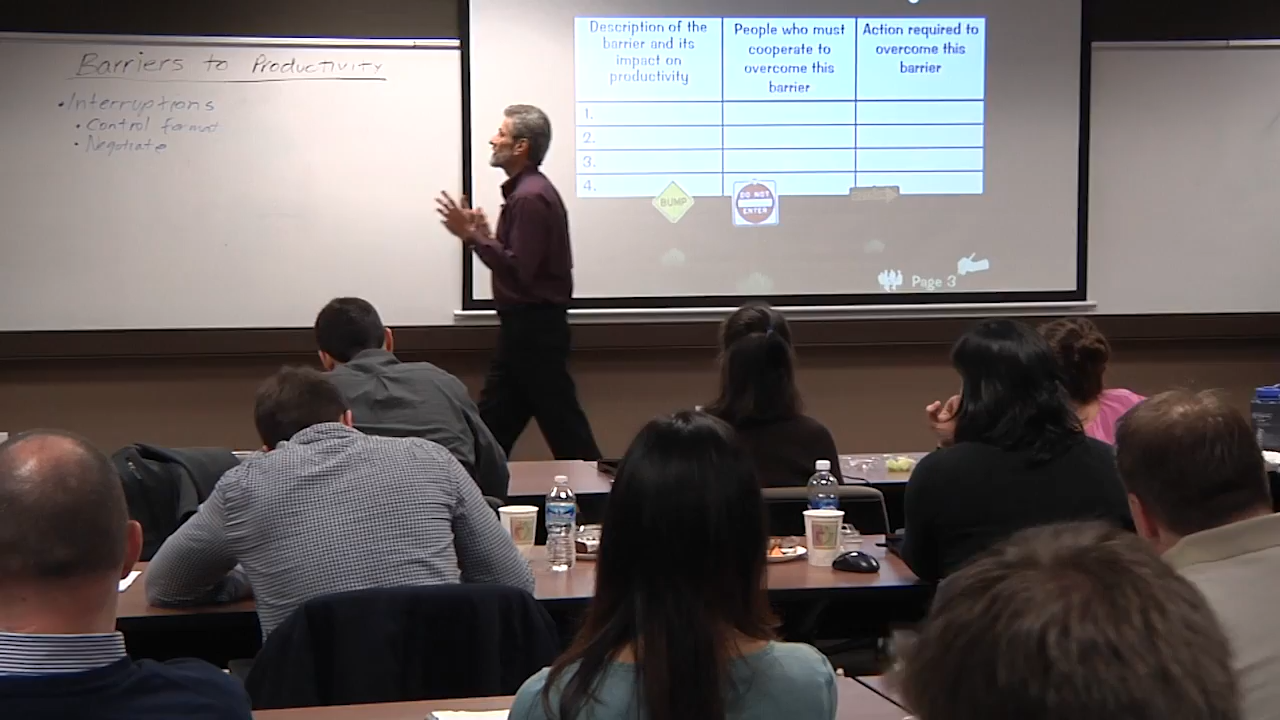 Barriers to Productivity
•Interruptions
•Control format
•Negotiate
Description of the
barrier and its
impact on
productivity
People who must
cooperate to
overcome this
barrier
Action required to
overcome this
barrier
1.
2.
3.
4.
BUMP
DO NOT
ENTER
Page 3